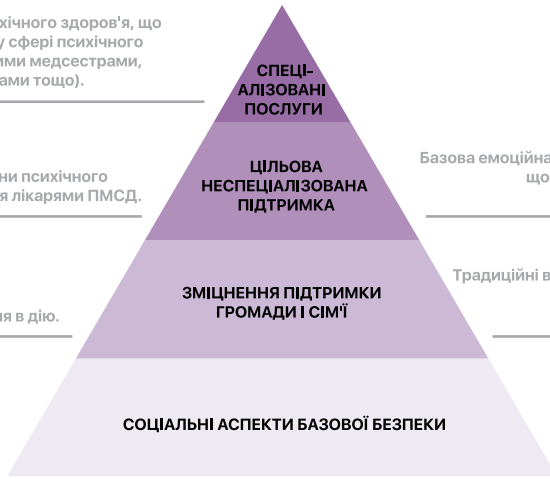 хічного здоров'я, що
у сфері психічного
ими медсестрами,
ами тощо).
СПЕЦІ-
АЛІЗОВАНІ
ПОСЛУГИ
ни психічного
я лікарями ПМСД.
ЦІЛЬОВА
НЕСПЕЦІАЛІЗОВАНА
ПІДТРИМКА
Базова емоційна
що
ЗМІЦНЕННЯ ПІДТРИМКИ
ГРОМАДИ І СІМ'Ї
Традиційні в
ня в дію.
СОЦІАЛЬНІ АСПЕКТИ БАЗОВОЇ БЕЗПЕКИ